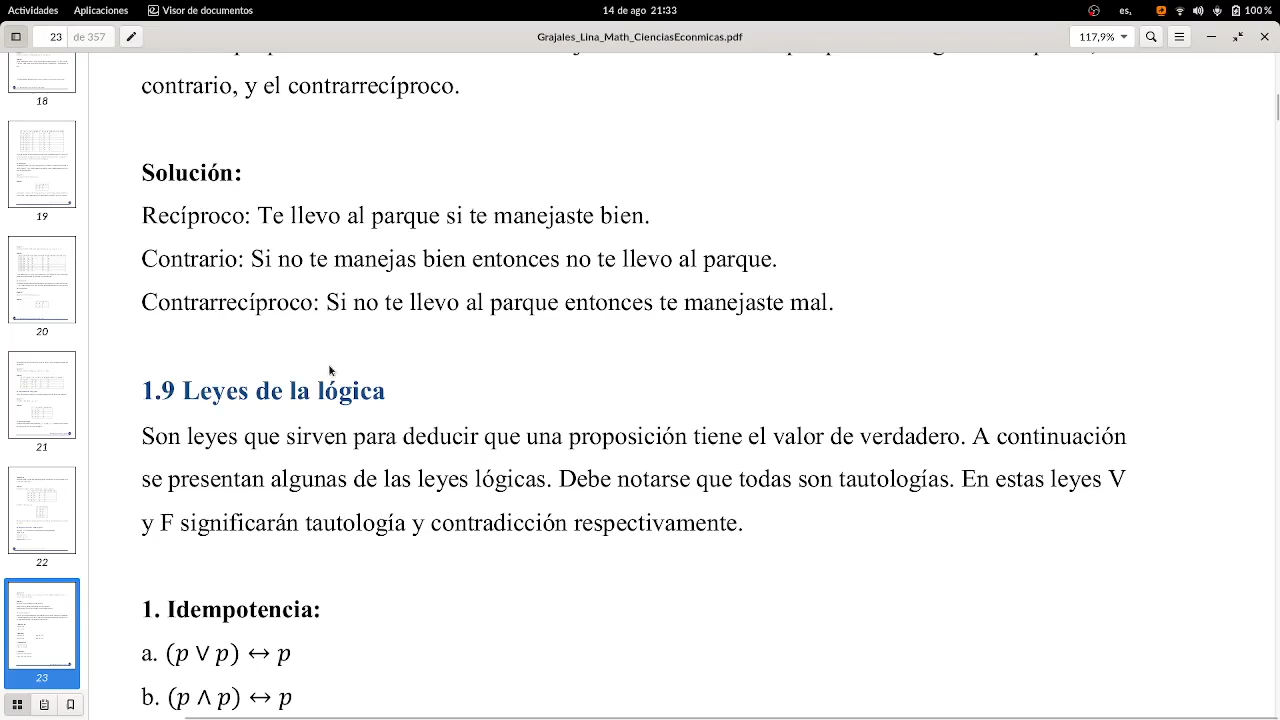 Actividades Aplicaciones Visor de documentos 14 de ago 21:33 es, 100 %
23 de 357 Grajales_Lina_Math_CienciasEconmicas.pdf 117,9%
contrario, y el contrarrecíproco.
Solución:
Recíproco: Te llevo al parque si te manejaste bien.
Contrario: Si no te manejas bien entonces no te llevo al parque.
Contrarrecíproco: Si no te llevo al parque entonces te manejaste mal.
1.9 Leyes de la lógica
Son leyes que sirven para deducir que una proposición tiene el valor de verdadero. A continuación
se presentan algunas de las leyes lógicas. Debe notarse que todas son tautologías. En estas leyes V
y F significarán tautología y contradicción respectivamente.
1. Idempotencia:
a. (p ∨ p) ↔ p
b. (p ∧ p) ↔ p
18
19
20
21
22
23